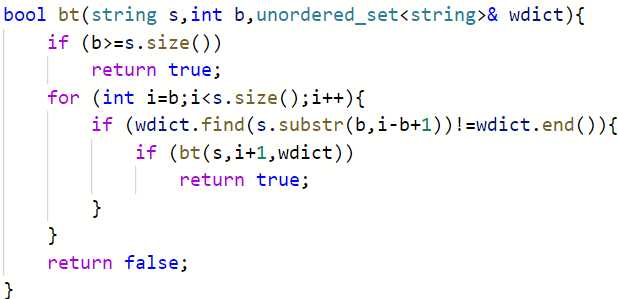 bool bt(string s,int b,unordered_set<string>& wdict){
    if (b>=s.size())
        return true;
    for (int i=b;i<s.size();i++){
        if (wdict.find(s.substr(b,i-b+1))!=wdict.end()){
            if (bt(s,i+1,wdict))
                return true;
        }
    }
    return false;
}